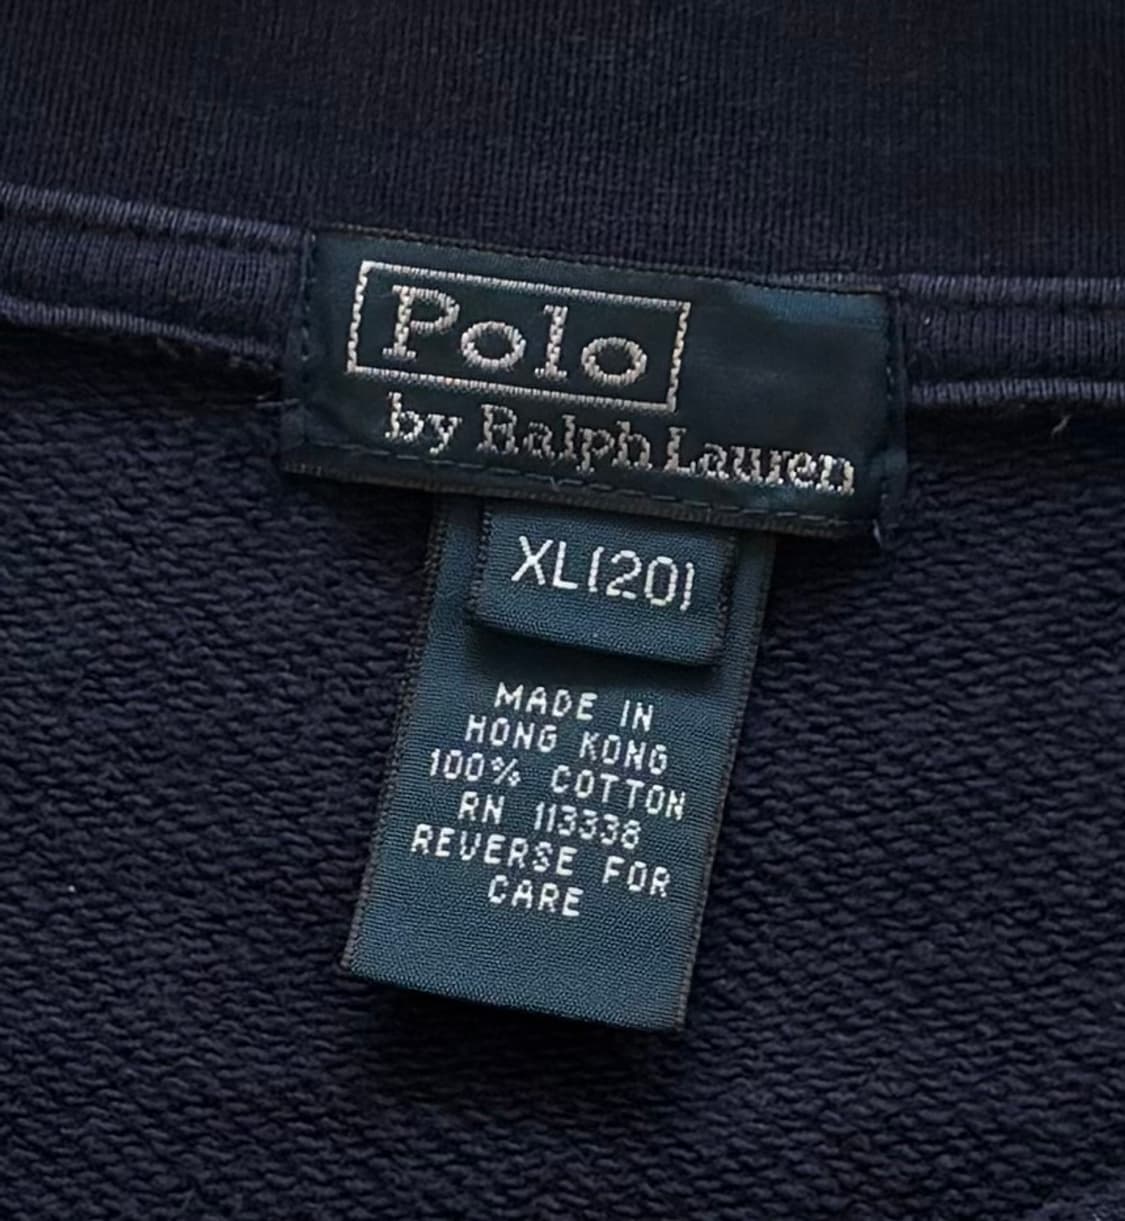 Polo
by Ralph Lauren
XL(20)
MADE IN
HONG KONG
100% COTTON
RN 113338
REVERSE FOR
CARE